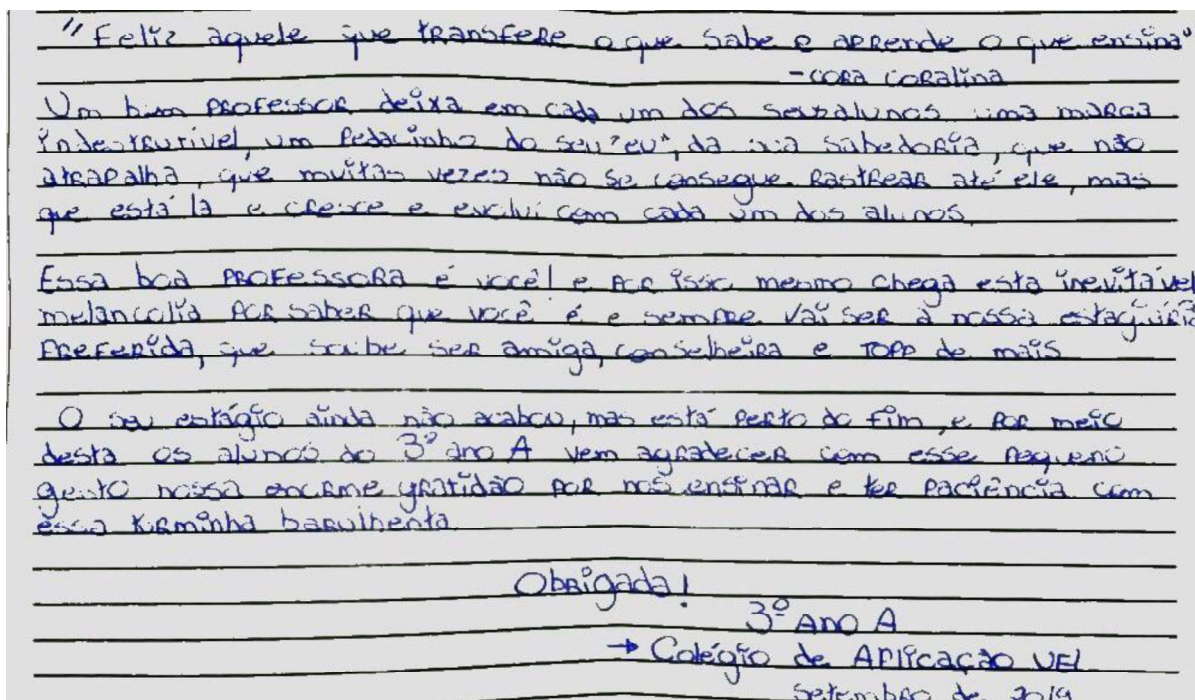 "Feliz aquele que transfere o que sabe e aprende o que ensina"
- CORA CORALINA
Um bom professor deixa em cada um dos seus alunos uma marca
indestrutível, um pedacinho do seu "eu", da sua sabedoria, que não
atrapalha, que muitas vezes não se consegue rastrear até ele, mas
que está lá e cresce e evolui com cada um dos alunos.
Essa boa professora é você! e por isso mesmo chega esta inevitável
melancolia por saber que você é e sempre vai ser a nossa estagiária
preferida, que soube ser amiga, conselheira e TOPP de mais
O seu estágio ainda não acabou, mas está perto do fim, e por meio
desta os alunos do 3º ano A vem agradecer com esse pequeno
gesto nossa enorme gratidão por nos ensinar e ter paciência com
essa turminha barulhenta.
Obrigada!
3º ANO A
→ Colégio de Aplicação UEL
Setembro de 2019